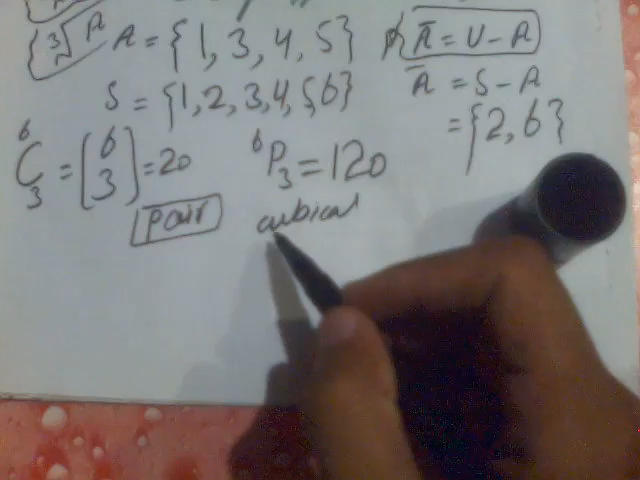 {∛A A = {1, 3, 4, 5} Ā = U - A
S = {1,2,3,4,5,6} Ā = S - A
= {2, 6}
⁶C₃ = (6 3) = 20 ⁶P₃ = 120
pair cubical